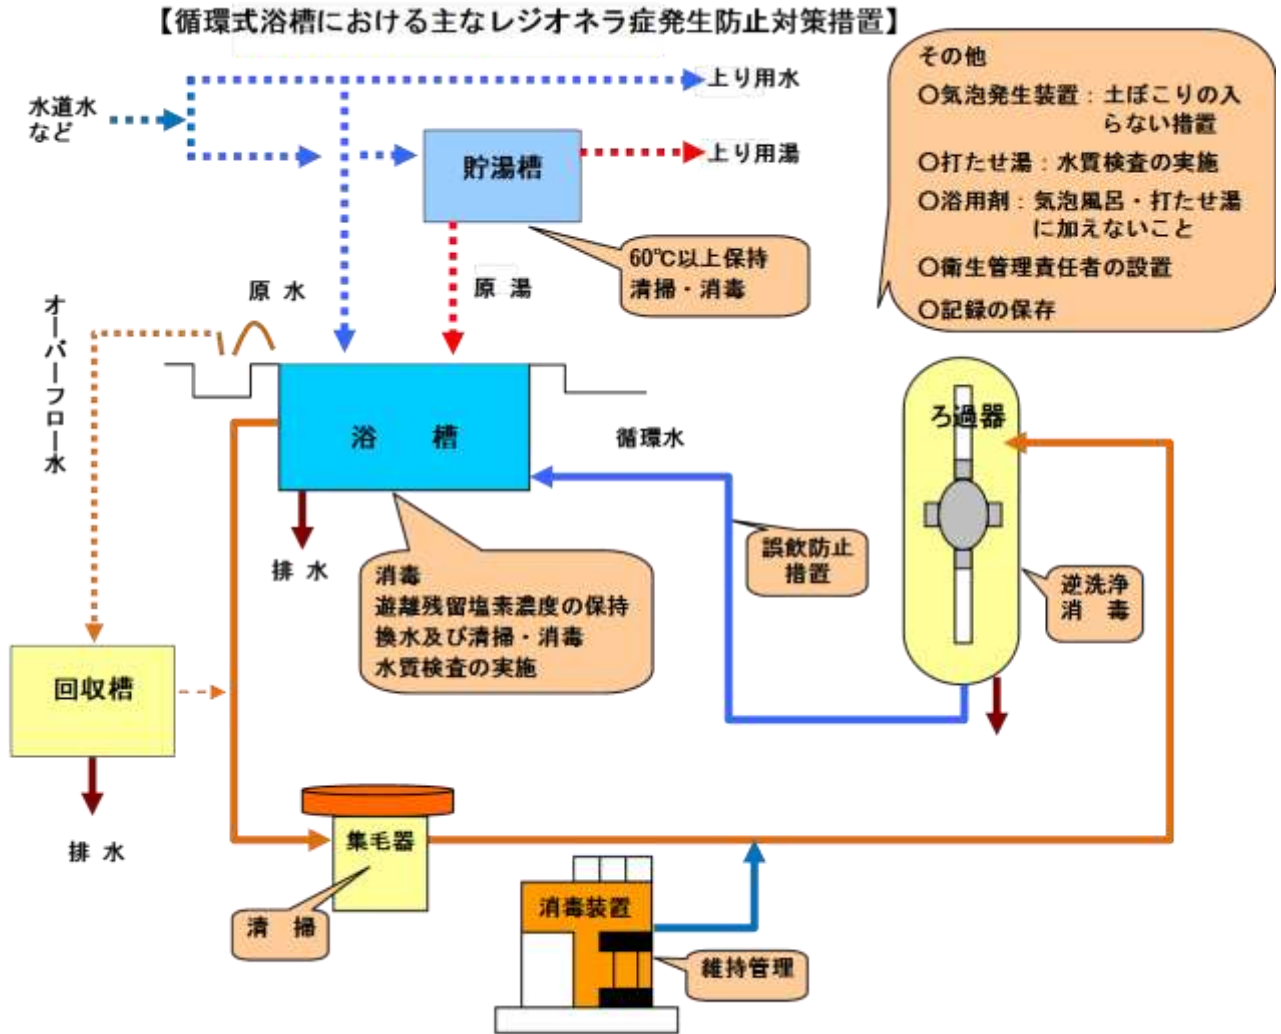 【循環式浴槽における主なレジオネラ症発生防止対策措置】
その他
○気泡発生装置：土ぼこりの入
らない措置
○打たせ湯：水質検査の実施
○浴用剤：気泡風呂・打たせ湯
に加えないこと
○衛生管理責任者の設置
○記録の保存
上り用水
水道水
など
貯湯槽
上り用湯
60℃以上保持
清掃・消毒
原 水
原 湯
オーバーフロー水
浴　槽
循環水
ろ過器
排 水
消毒
遊離残留塩素濃度の保持
換水及び清掃・消毒
水質検査の実施
誤飲防止
措置
逆洗浄
消　毒
回収槽
排 水
集毛器
清　掃
消毒装置
維持管理